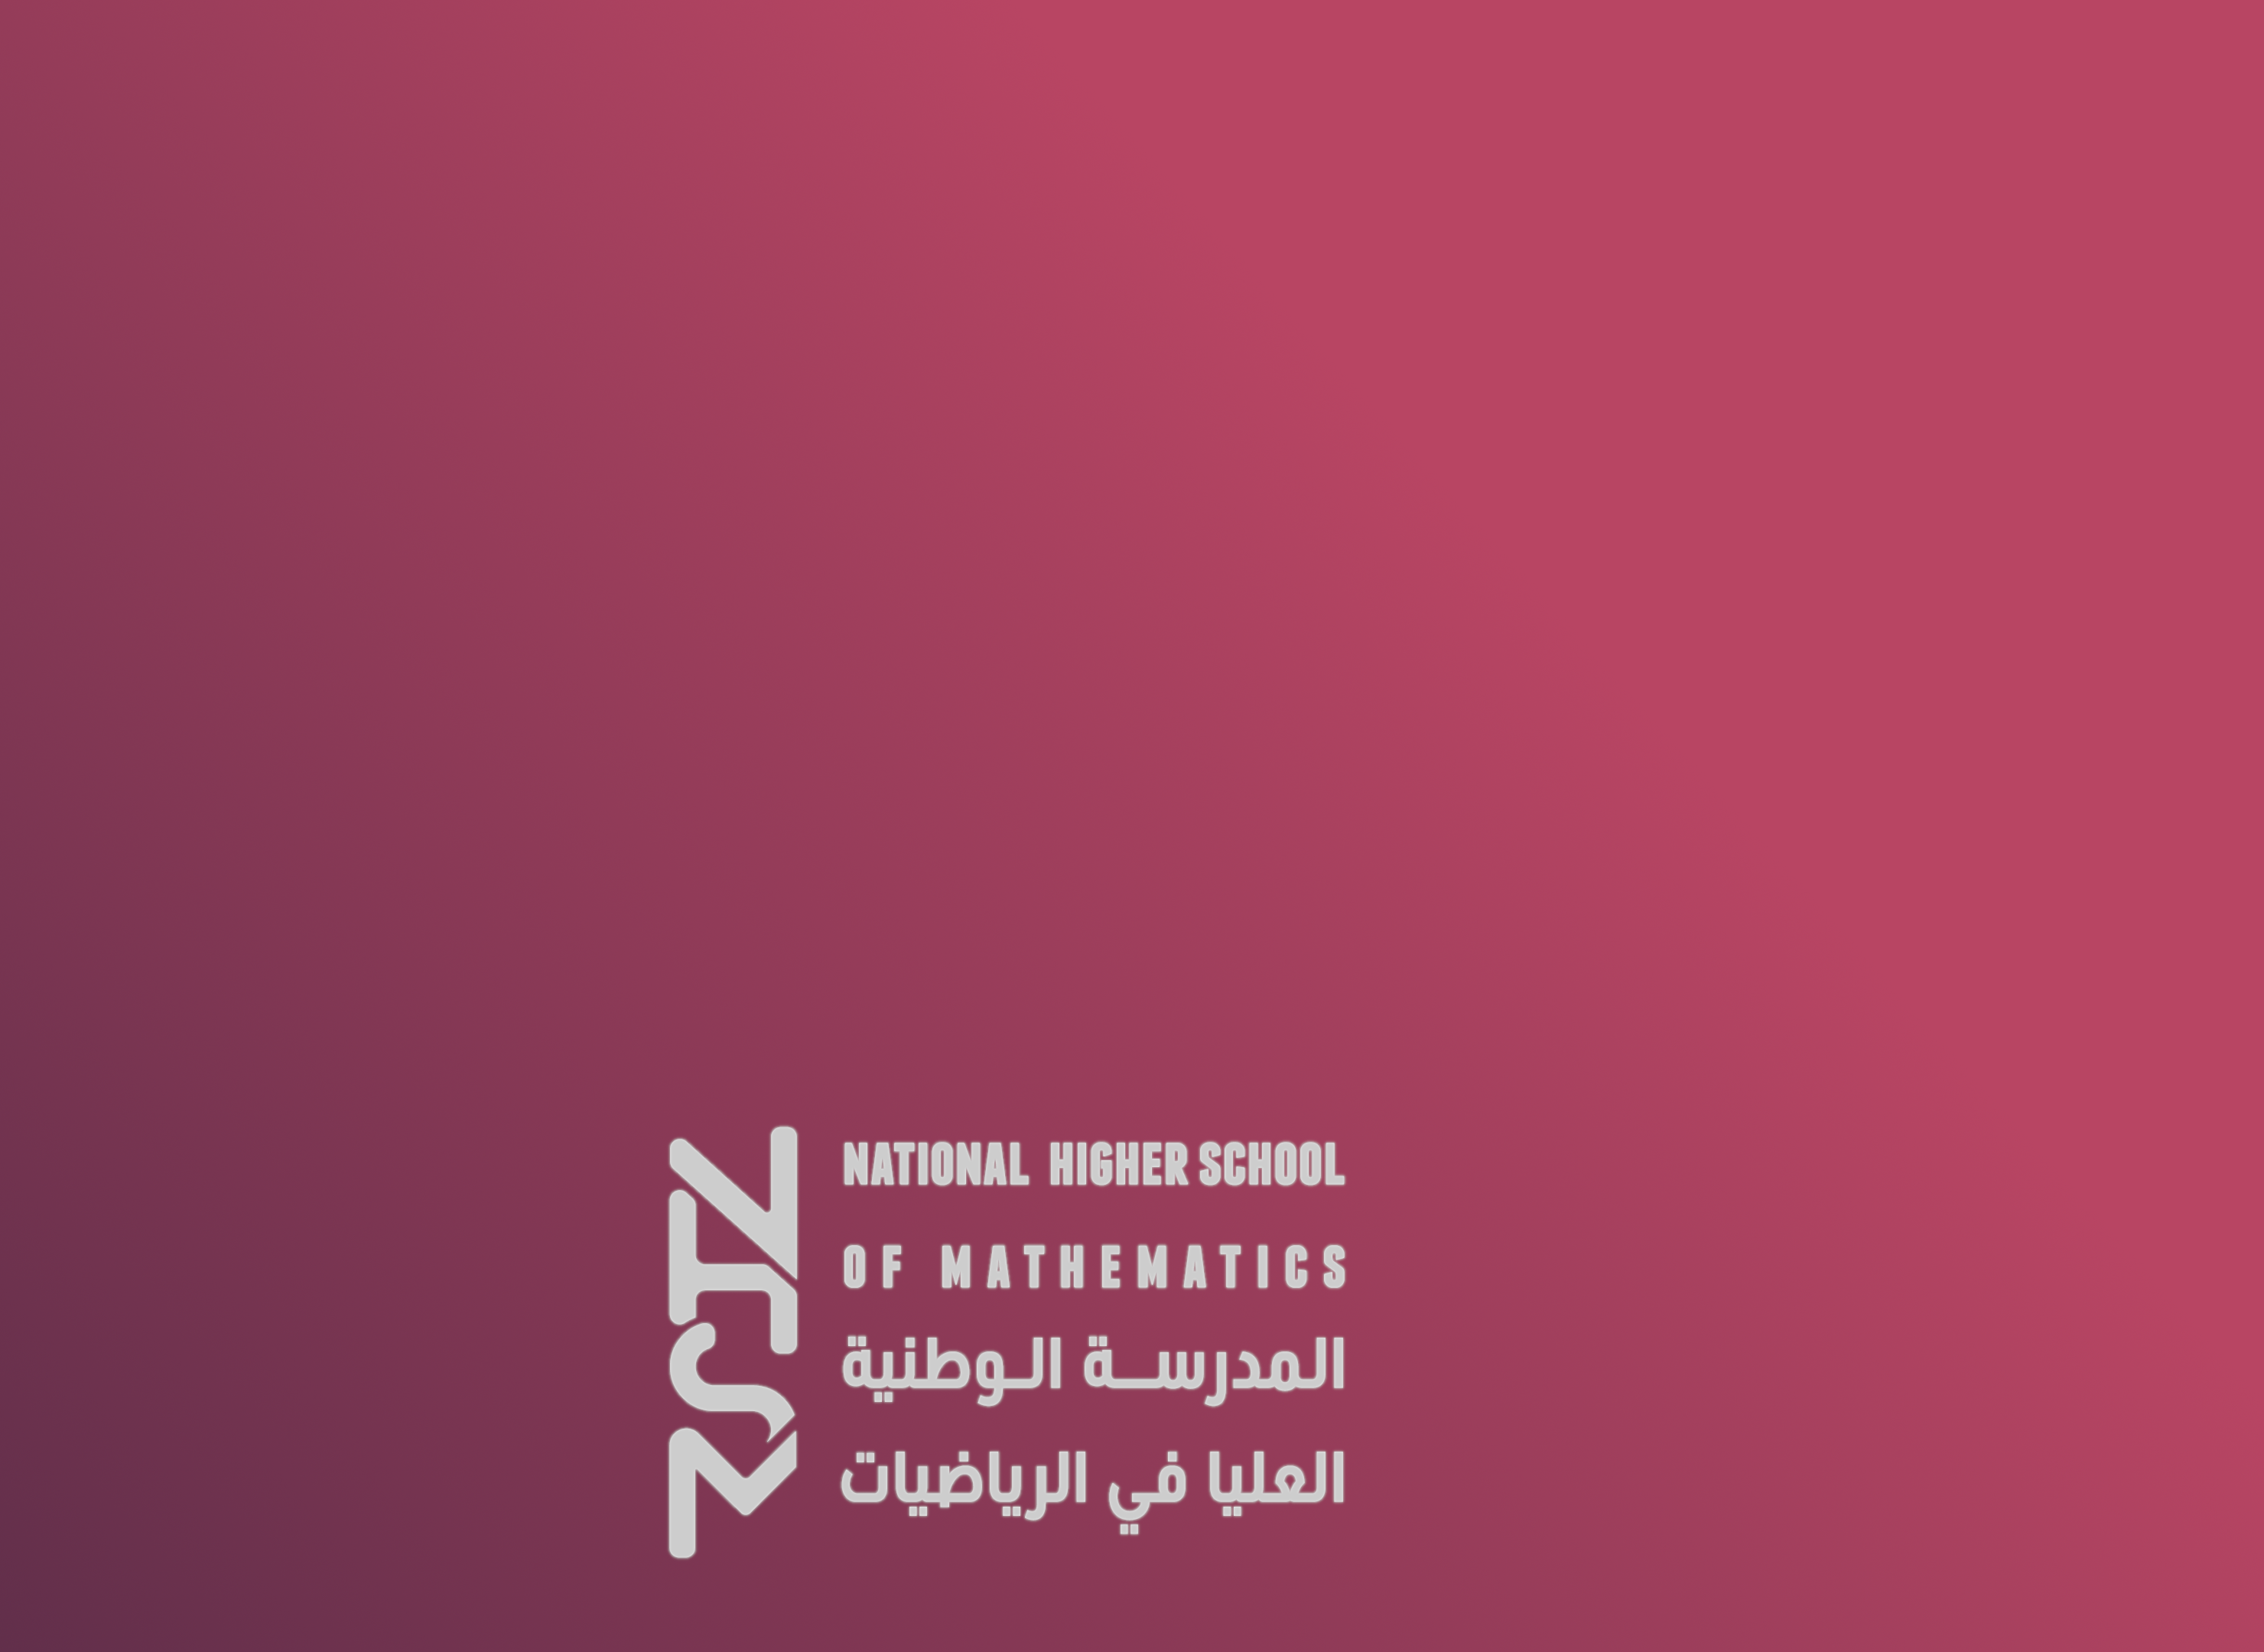 NATIONAL HIGHER SCHOOL
OF MATHEMATICS
المدرسة الوطنية
العليا في الرياضيات